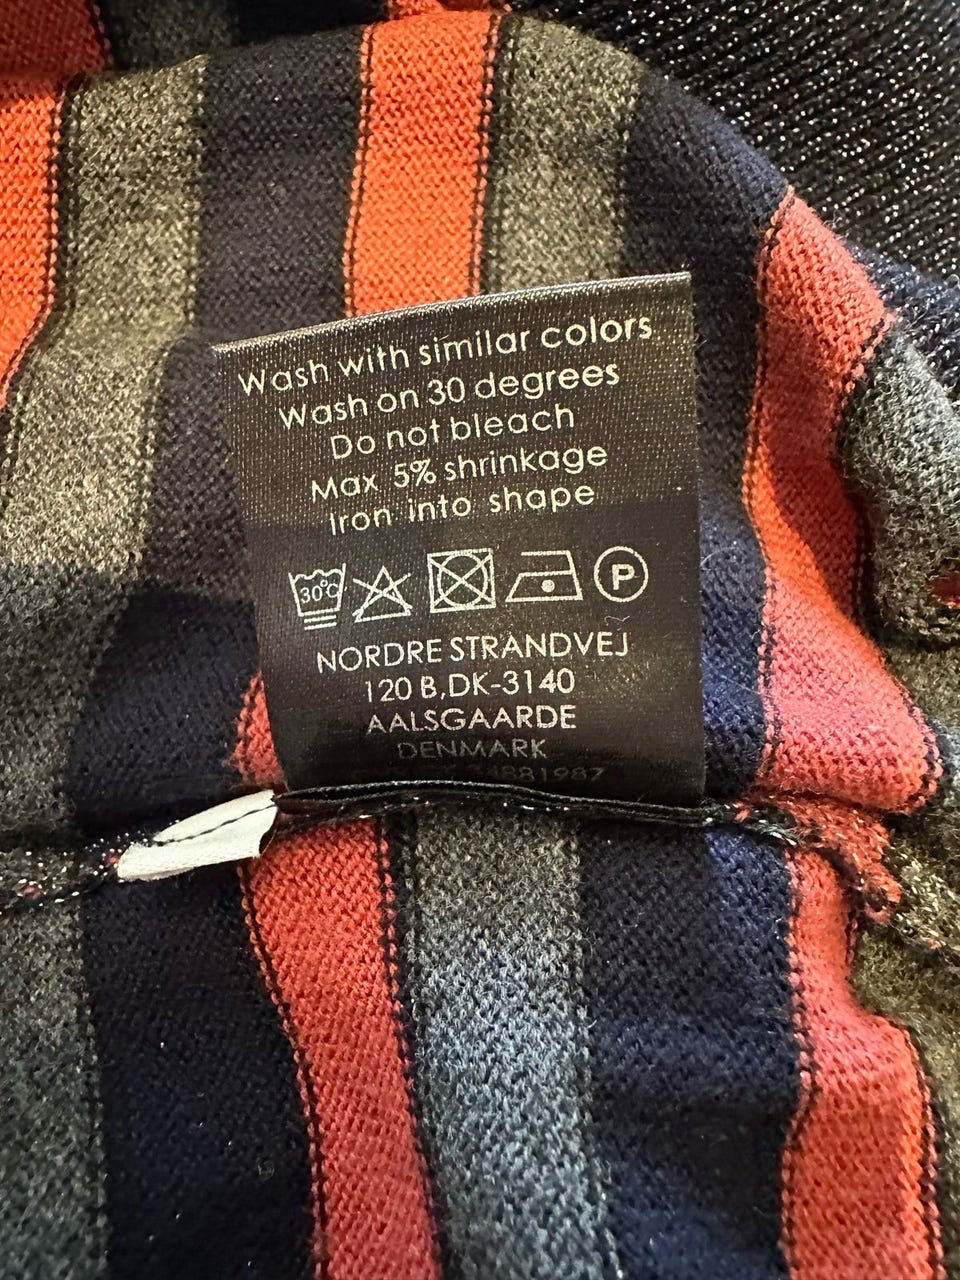 Wash with similar colors
Wash on 30 degrees
Do not bleach
Max 5% shrinkage
Iron into shape
30°C P
NORDRE STRANDVEJ
120 B,DK-3140
AALSGAARDE
DENMARK